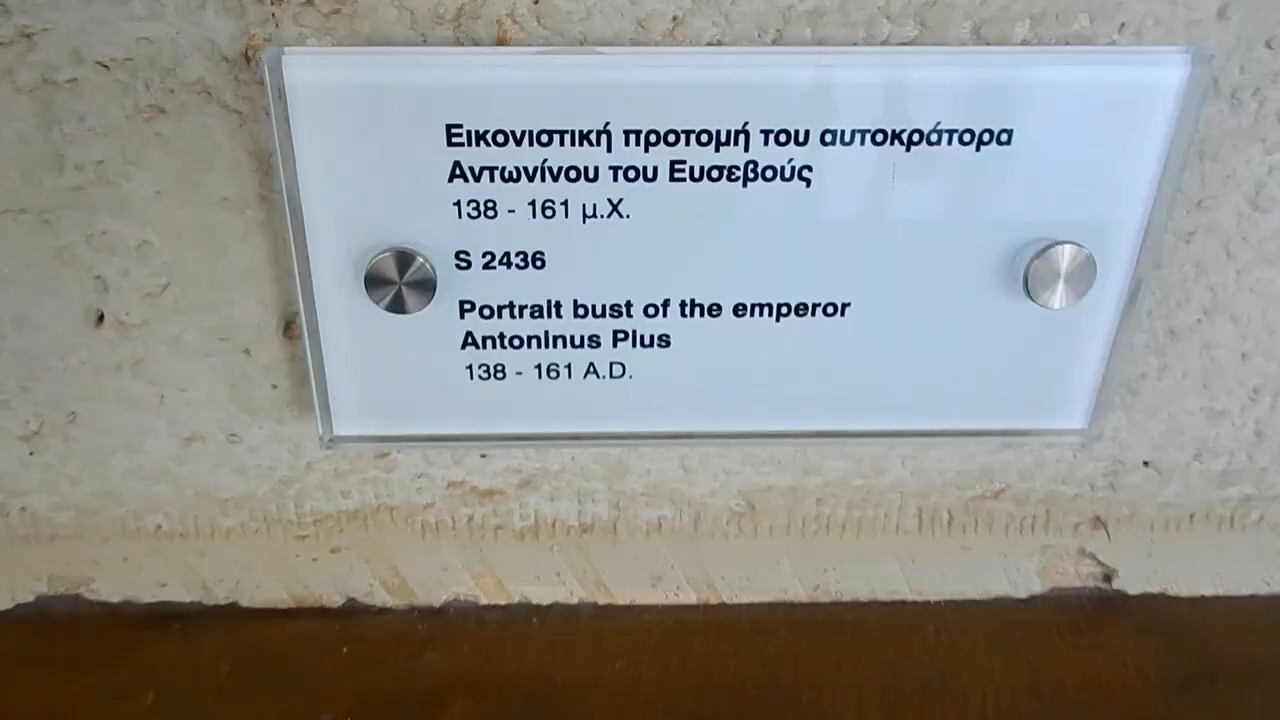 Εικονιστική προτομή του αυτοκράτορα
Αντωνίνου του Ευσεβούς
138 - 161 μ.Χ.
S 2436
Portrait bust of the emperor
Antoninus Pius
138 - 161 A.D.